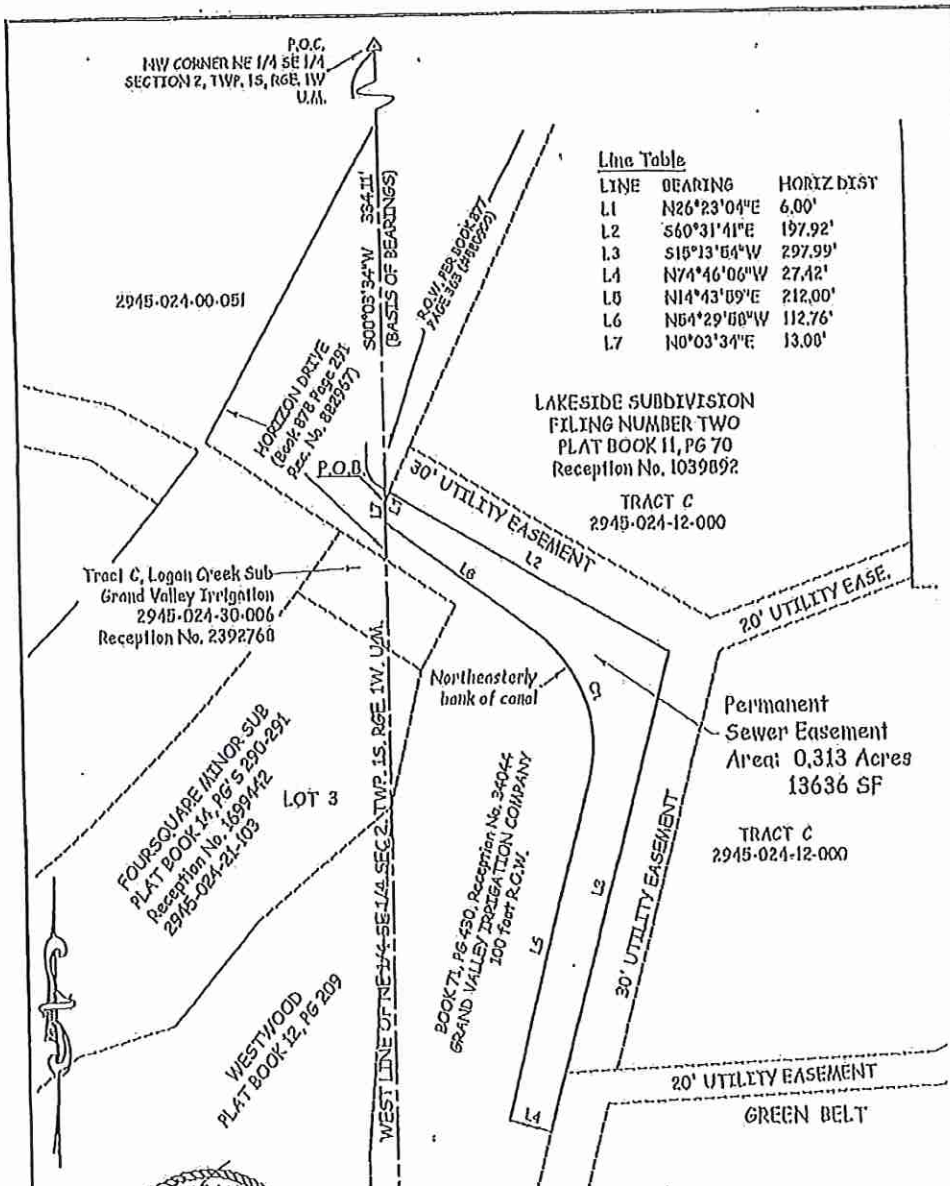 P.O.C.
NW CORNER NE 1/4 SE 1/4
SECTION 2, TWP. 1S, RGE. 1W
U.M.
S00°03'34"W 334.11'
(BASIS OF BEARINGS)
R.O.W. PER BOOK 877
PAGE 363
Line Table
LINE BEARING HORIZ DIST
L1 N26°23'04"E 6.00'
L2 S60°31'41"E 197.92'
L3 S15°13'54"W 297.99'
L4 N74°46'06"W 27.42'
L5 N14°43'59"E 212.00'
L6 N54°29'58"W 112.76'
L7 N0°03'34"E 13.00'
2945-024-00-051
HORIZON DRIVE
(Book 878 Page 291
Rec. No. 882967)
LAKESIDE SUBDIVISION
FILING NUMBER TWO
PLAT BOOK 11, PG 70
Reception No. 1039892
TRACT C
2945-024-12-000
P.O.B.
30' UTILITY EASEMENT
L7
L1
L2
L6
20' UTILITY EASE.
Tract C, Logan Creek Sub
Grand Valley Irrigation
2945-024-30-006
Reception No. 2392760
Northeasterly
bank of canal
Permanent
Sewer Easement
Area: 0.313 Acres
13636 SF
FOURSQUARE MINOR SUB
PLAT BOOK 14, PG'S 290-291
Reception No. 1699442
2945-024-21-103
LOT 3
WEST LINE OF NE 1/4 SE 1/4 SEC 2, TWP. 1S, RGE 1W, U.M.
BOOK 71, PG 430, Reception No. 34044
GRAND VALLEY IRRIGATION COMPANY
100 foot R.O.W.
TRACT C
2945-024-12-000
L3
L5
30' UTILITY EASEMENT
WESTWOOD
PLAT BOOK 12, PG 209
20' UTILITY EASEMENT
L4
GREEN BELT